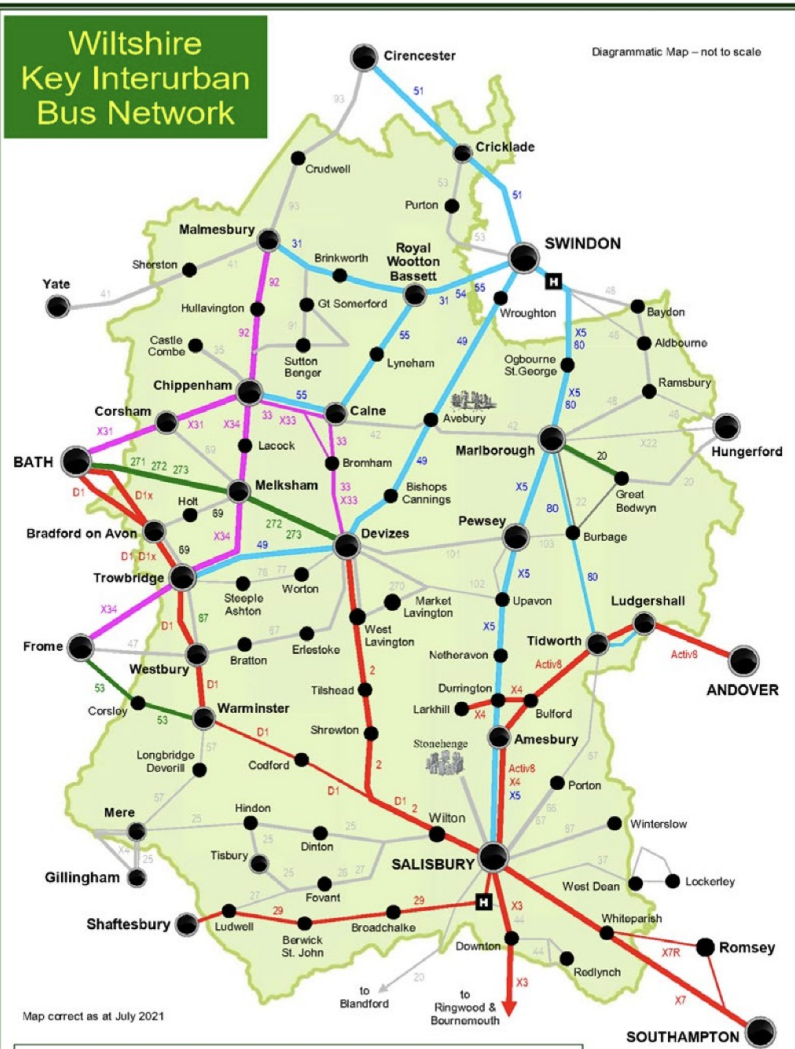 Wiltshire
Key Interurban
Bus Network
Diagrammatic Map – not to scale
Cirencester
51
93
Cricklade
Crudwell
53
51
Purton
93
53
Malmesbury
SWINDON
31
Royal
Wootton
Bassett
Brinkworth
Sherston
41
H
55
54
31
Yate
41
92
48
Baydon
Hullavington
Gt Somerford
Wroughton
X5
80
46
Aldbourne
92
91
55
49
Castle
Combe
35
Sutton
Benger
Lyneham
Ogbourne
St.George
Ramsbury
X5
80
Chippenham
55
48
46
Corsham
33
X33
Calne
Avebury
X31
X31
X34
33
42
42
Marlborough
X22
Hungerford
BATH
Lacock
69
20
271 272 273
Bromham
49
20
D1
D1x
Melksham
33
X33
Bishops
Cannings
X5
22
Great
Bedwyn
Holt
69
80
Bradford on Avon
272
273
Devizes
Pewsey
Burbage
D1, D1x
69
X34
49
101
103
Trowbridge
77
X5
102
80
Steeple
Ashton
Worton
270
Market
Lavington
Upavon
X34
D1
87
Ludgershall
West
Lavington
X5
Frome
47
87
Erlestoke
Netheravon
Tidworth
Westbury
Bratton
2
Activ8
Activ8
53
D1
Tilshead
Durrington
X4
ANDOVER
Corsley
53
Warminster
Larkhill
X4
Bulford
D1
Shrewton
Amesbury
57
Stonehenge
Longbridge
Deverill
Codford
2
Activ8
X4
X5
67
D1
D1
2
Porton
57
Mere
Hindon
Wilton
66
87
Winterslow
25
25
X4
25
Dinton
Tisbury
25
SALISBURY
37
Gillingham
26
27
West Dean
Lockerley
27
Fovant
29
29
H
X3
Whiteparish
Shaftesbury
Ludwell
Berwick
St. John
Broadchalke
44
Downton
44
X7R
Romsey
Redlynch
20
to
Blandford
to
Ringwood &
Bournemouth
X3
X7
Map correct as at July 2021
SOUTHAMPTON